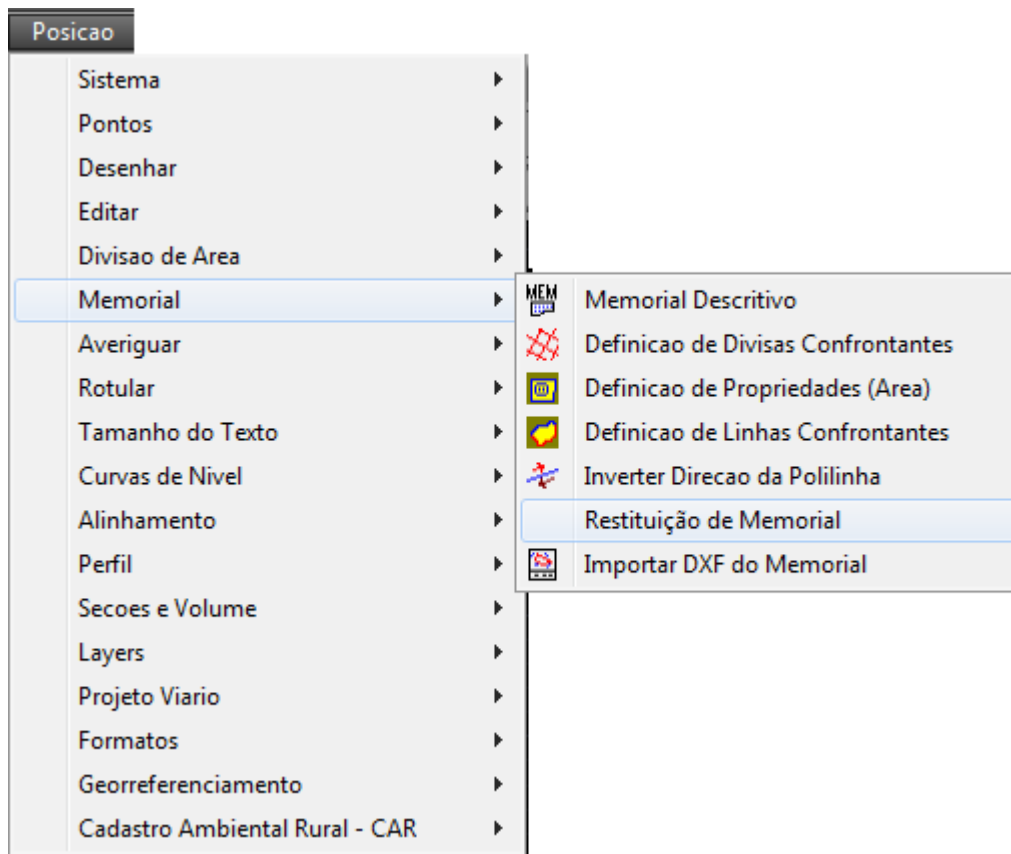 Posicao
Sistema
Pontos
Desenhar
Editar
Divisao de Area
Memorial
Averiguar
Rotular
Tamanho do Texto
Curvas de Nivel
Alinhamento
Perfil
Secoes e Volume
Layers
Projeto Viario
Formatos
Georreferenciamento
Cadastro Ambiental Rural - CAR
MEM
Memorial Descritivo
Definicao de Divisas Confrontantes
Definicao de Propriedades (Area)
Definicao de Linhas Confrontantes
Inverter Direcao da Polilinha
Restituição de Memorial
Importar DXF do Memorial